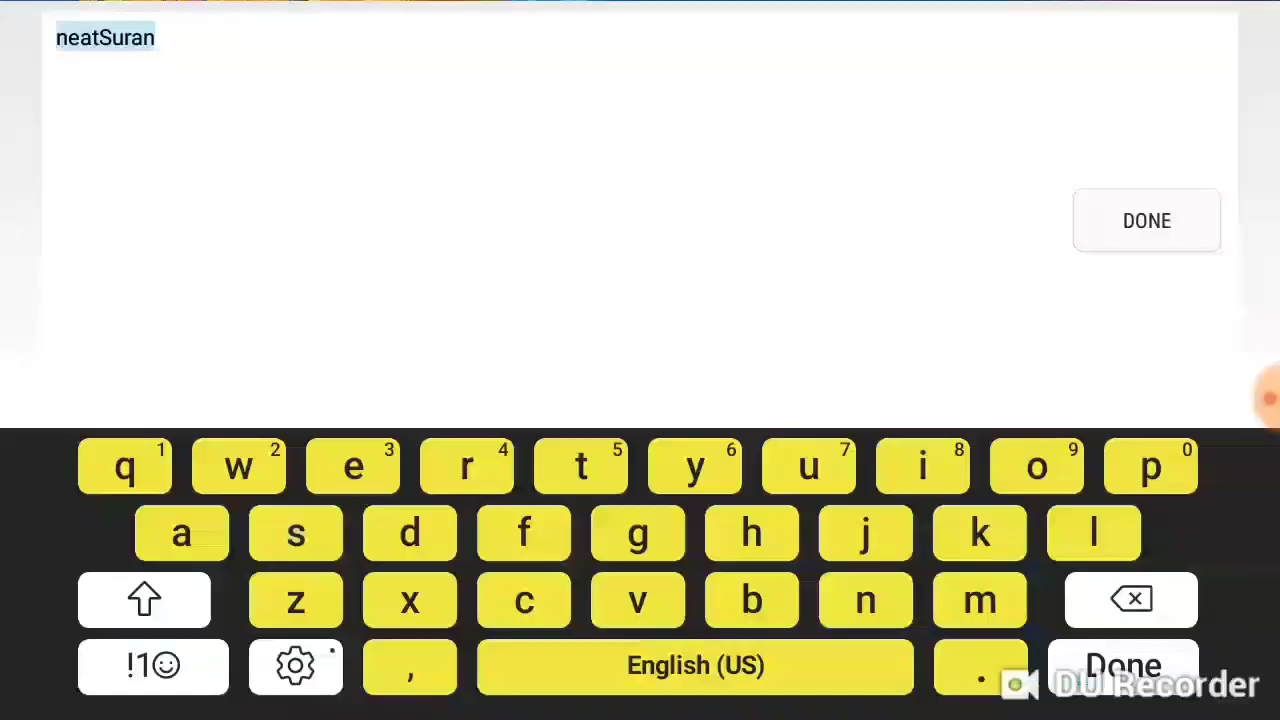 neatSuran
DONE
q 1 w 2 e 3 r 4 t 5 y 6 u 7 i 8 o 9 p 0
a s d f g h j k l
z x c v b n m
!1☺ , English (US) . Done
DU Recorder